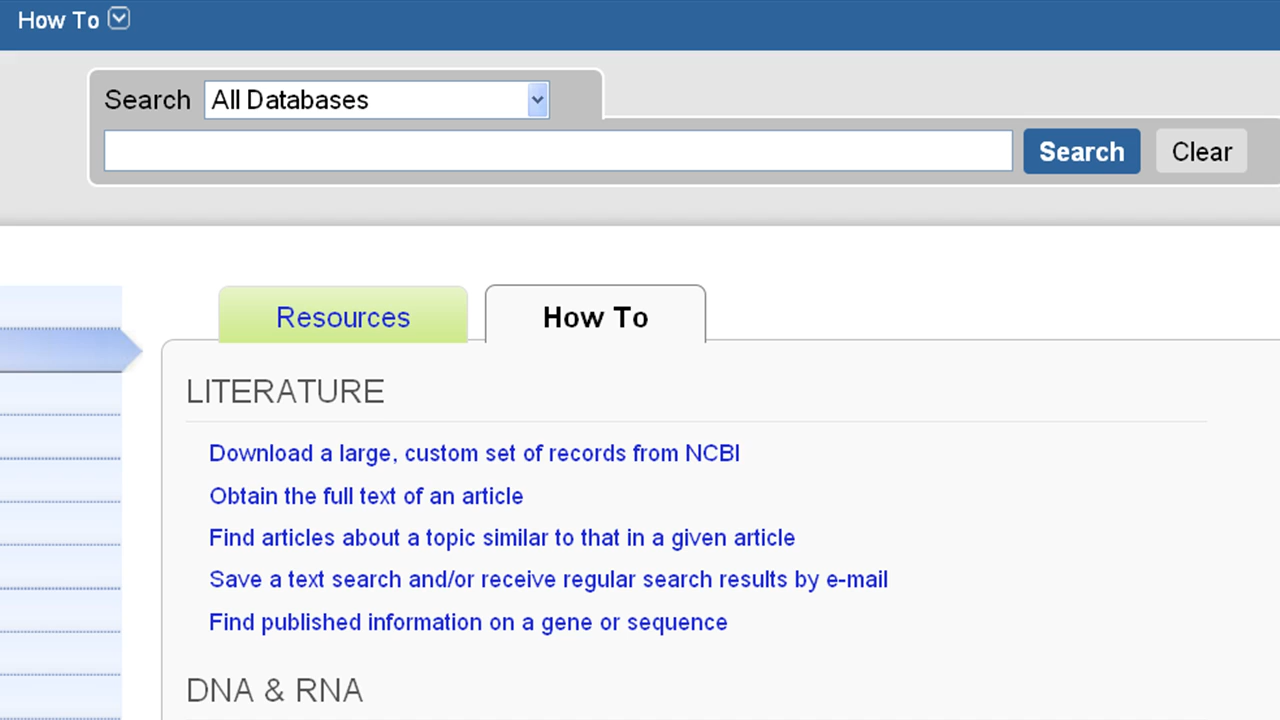 How To
Search All Databases
Search Clear
Resources How To
LITERATURE
Download a large, custom set of records from NCBI
Obtain the full text of an article
Find articles about a topic similar to that in a given article
Save a text search and/or receive regular search results by e-mail
Find published information on a gene or sequence
DNA & RNA